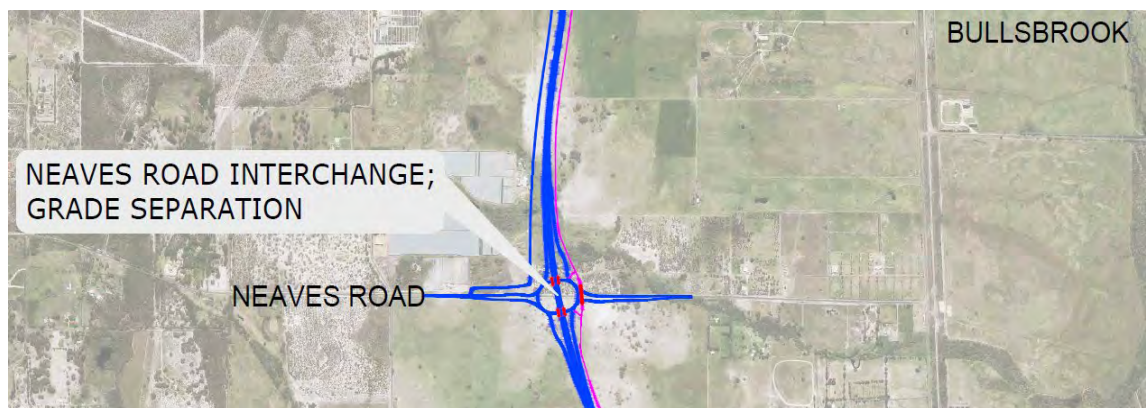 BULLSBROOK
NEAVES ROAD INTERCHANGE;
GRADE SEPARATION
NEAVES ROAD